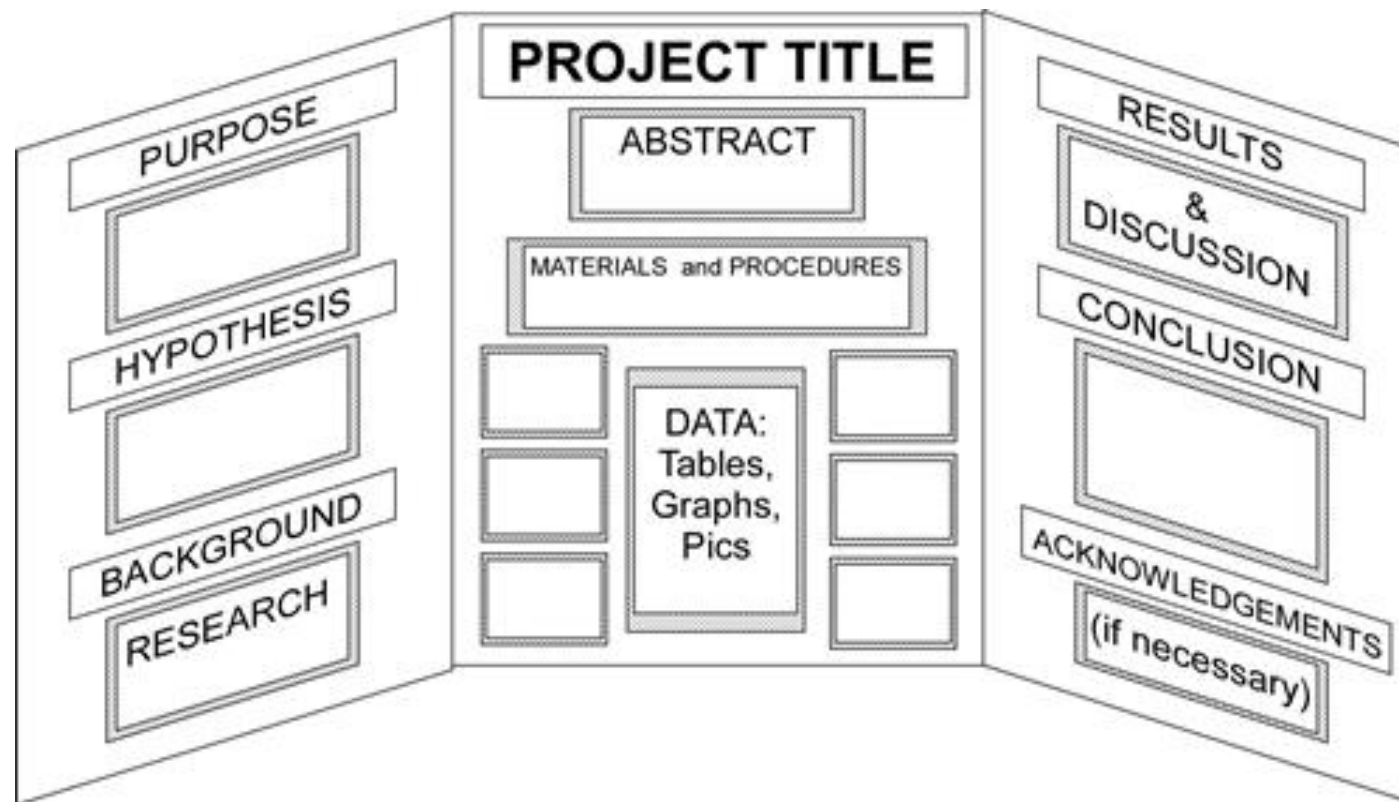 PURPOSE
HYPOTHESIS
BACKGROUND
RESEARCH
PROJECT TITLE
ABSTRACT
MATERIALS and PROCEDURES
DATA:
Tables,
Graphs,
Pics
RESULTS
&
DISCUSSION
CONCLUSION
ACKNOWLEDGEMENTS
(if necessary)